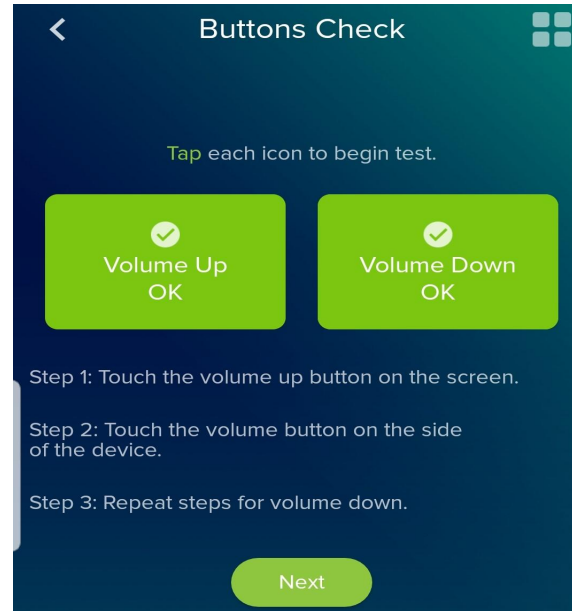 Buttons Check
Tap each icon to begin test.
Volume Up
OK
Volume Down
OK
Step 1: Touch the volume up button on the screen.
Step 2: Touch the volume button on the side
of the device.
Step 3: Repeat steps for volume down.
Next